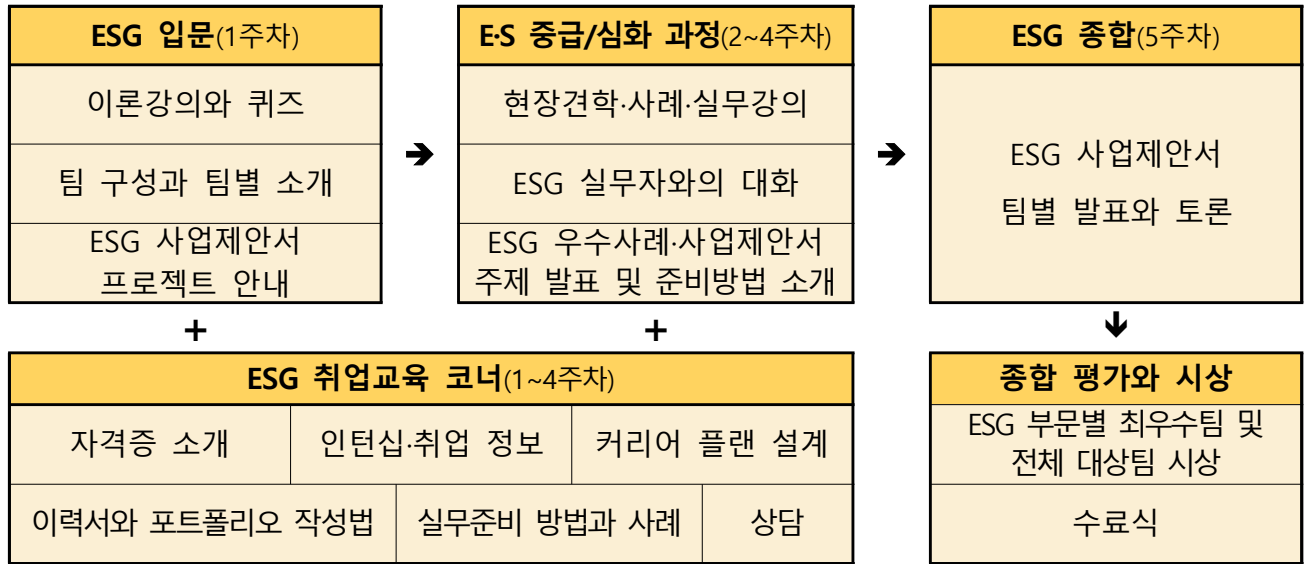 ESG 입문(1주차)
이론강의와 퀴즈
팀 구성과 팀별 소개
ESG 사업제안서
프로젝트 안내
➔
E·S 중급/심화 과정(2~4주차)
현장견학·사례·실무강의
ESG 실무자와의 대화
ESG 우수사례·사업제안서
주제 발표 및 준비방법 소개
➔
ESG 종합(5주차)
ESG 사업제안서
팀별 발표와 토론
+
+
ESG 취업교육 코너(1~4주차)
자격증 소개
인턴십·취업 정보
커리어 플랜 설계
이력서와 포트폴리오 작성법
실무준비 방법과 사례
상담
종합 평가와 시상
ESG 부문별 최우수팀 및
전체 대상팀 시상
수료식